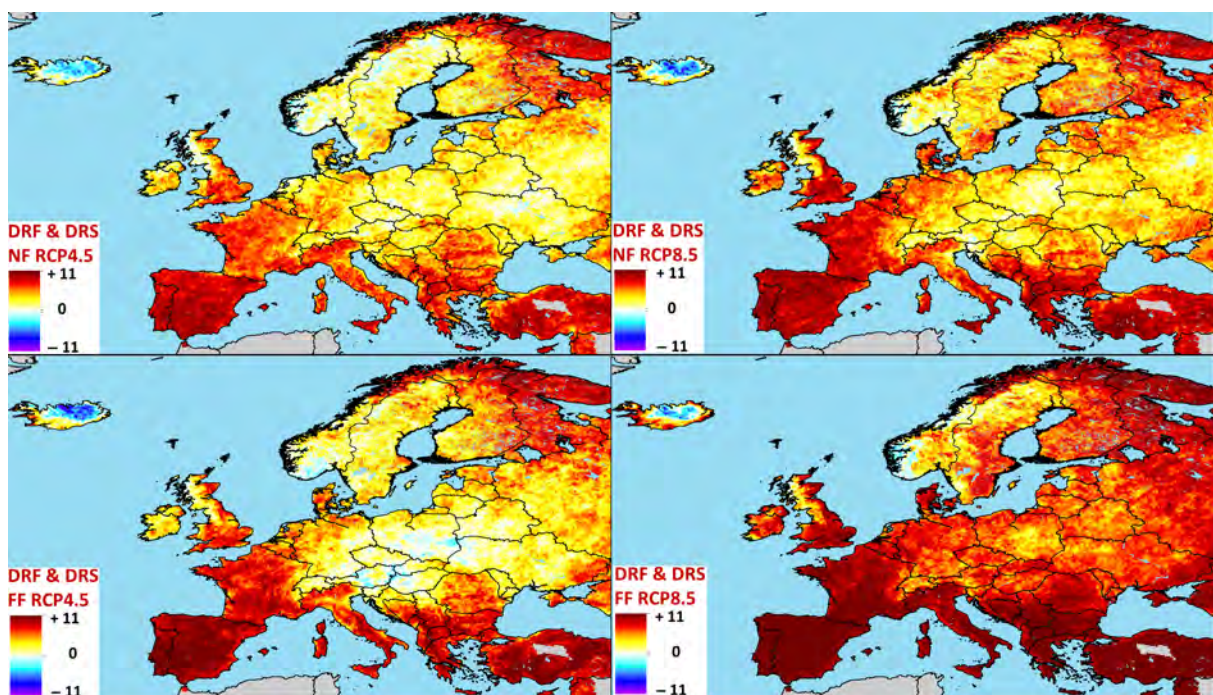 DRF & DRS
NF RCP4.5
+ 11
0
– 11
DRF & DRS
NF RCP8.5
+ 11
0
– 11
DRF & DRS
FF RCP4.5
+ 11
0
– 11
DRF & DRS
FF RCP8.5
+ 11
0
– 11